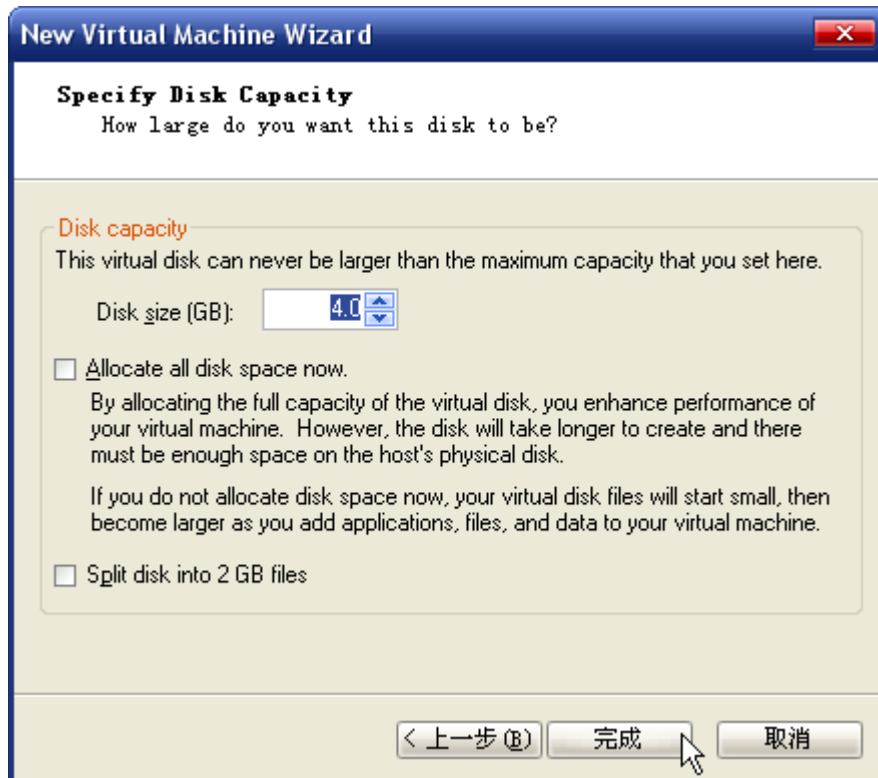 New Virtual Machine Wizard
Specify Disk Capacity
How large do you want this disk to be?
Disk capacity
This virtual disk can never be larger than the maximum capacity that you set here.
Disk size (GB): 4.0
Allocate all disk space now.
By allocating the full capacity of the virtual disk, you enhance performance of
your virtual machine.  However, the disk will take longer to create and there
must be enough space on the host's physical disk.
If you do not allocate disk space now, your virtual disk files will start small, then
become larger as you add applications, files, and data to your virtual machine.
Split disk into 2 GB files
< 上一步(B) 完成 取消